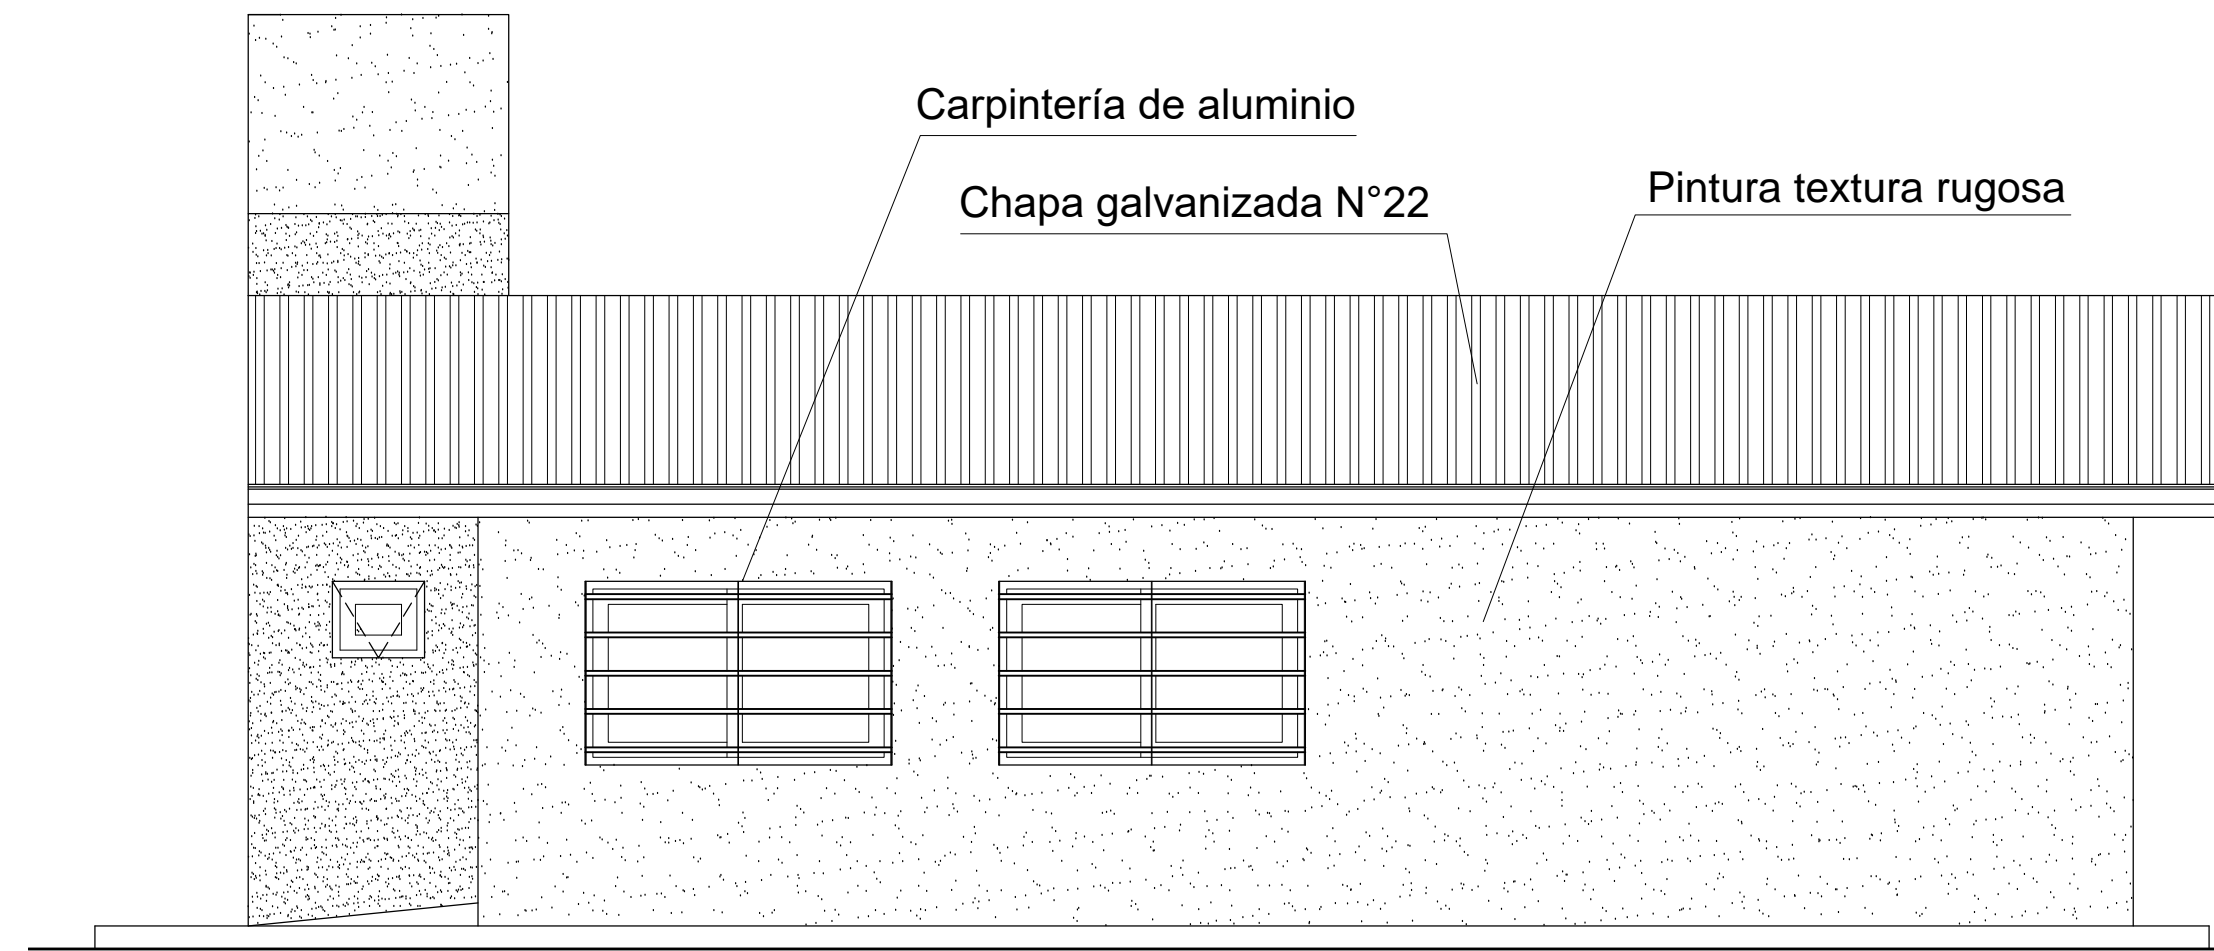 Carpintería de aluminio
Chapa galvanizada N°22
Pintura textura rugosa